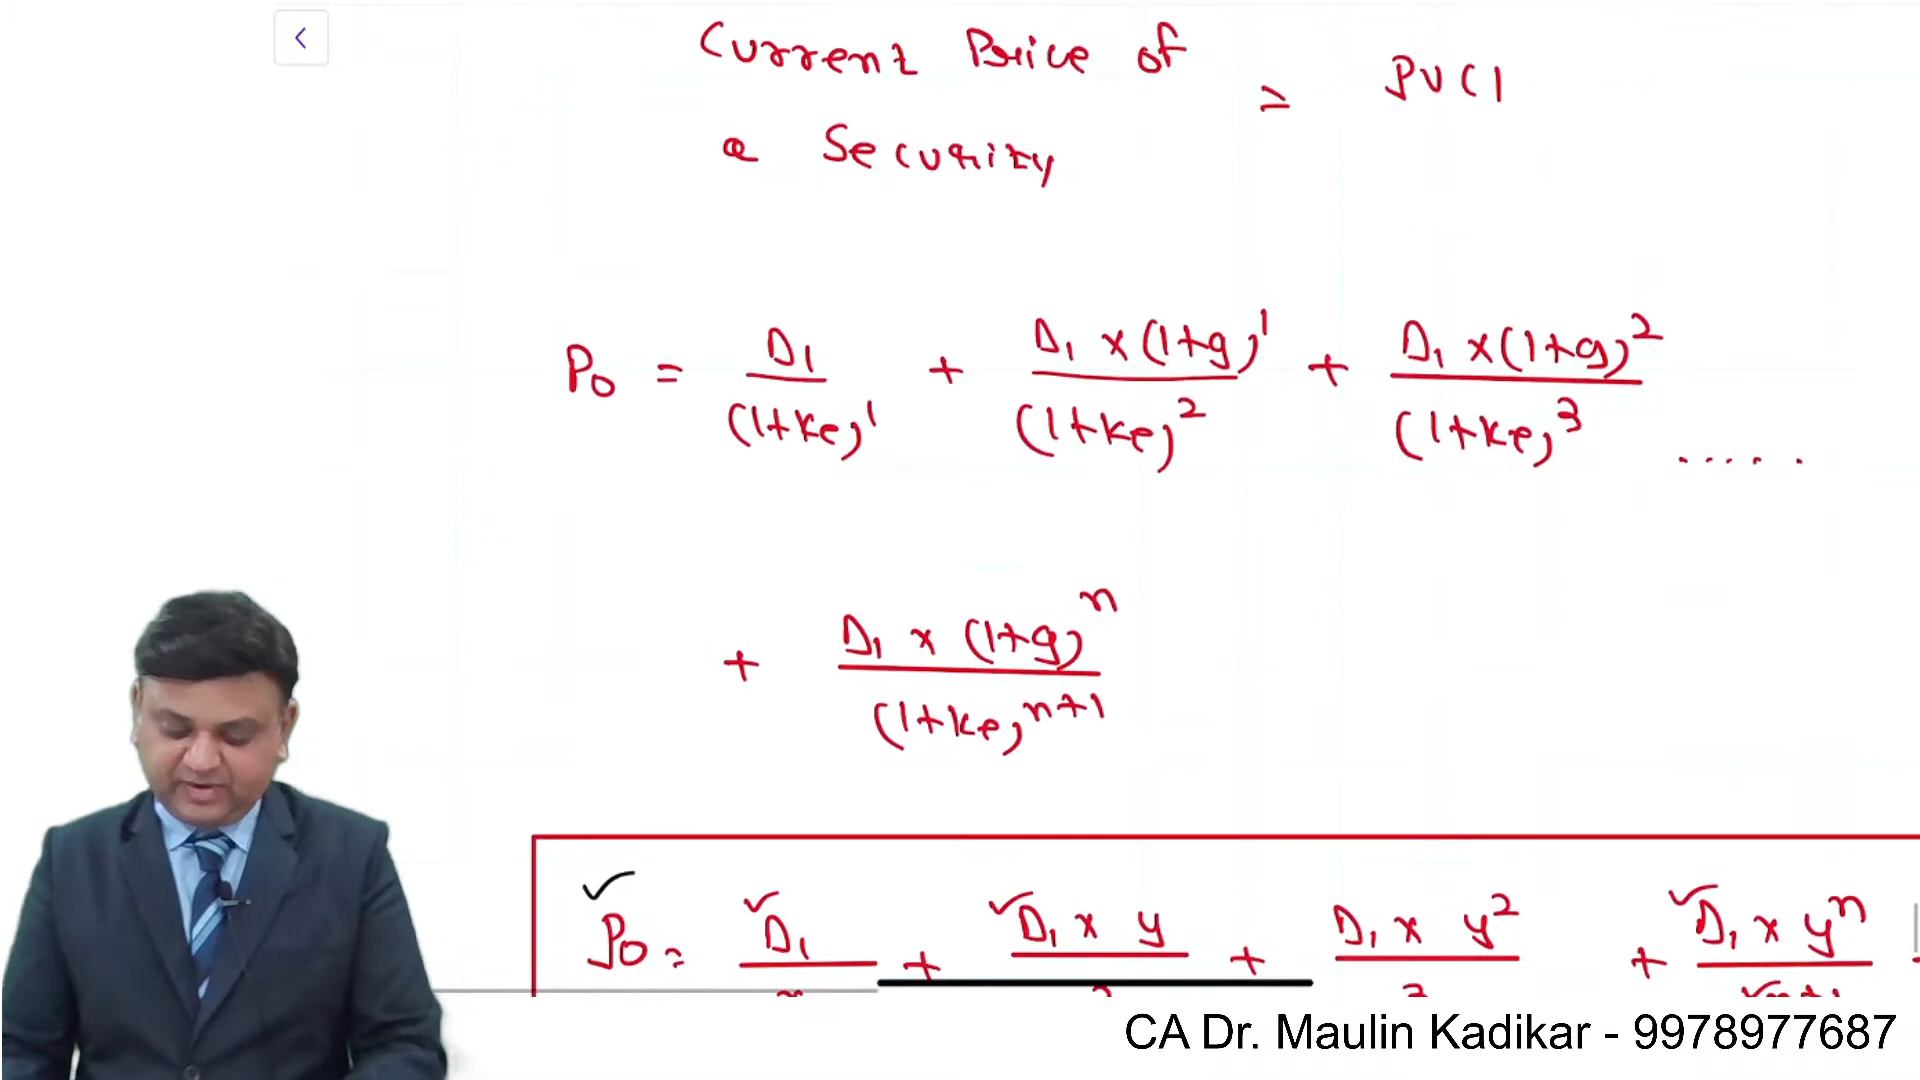 Current Price of
a Security = PVCI
P0 = D1/(1+ke)^1 + D1 x (1+g)^1/(1+ke)^2 + D1 x (1+g)^2/(1+ke)^3 .....
+ D1 x (1+g)^n/(1+ke)^n+1
P0 = D1 + D1 x y + D1 x y^2 + D1 x y^n
CA Dr. Maulin Kadikar - 9978977687